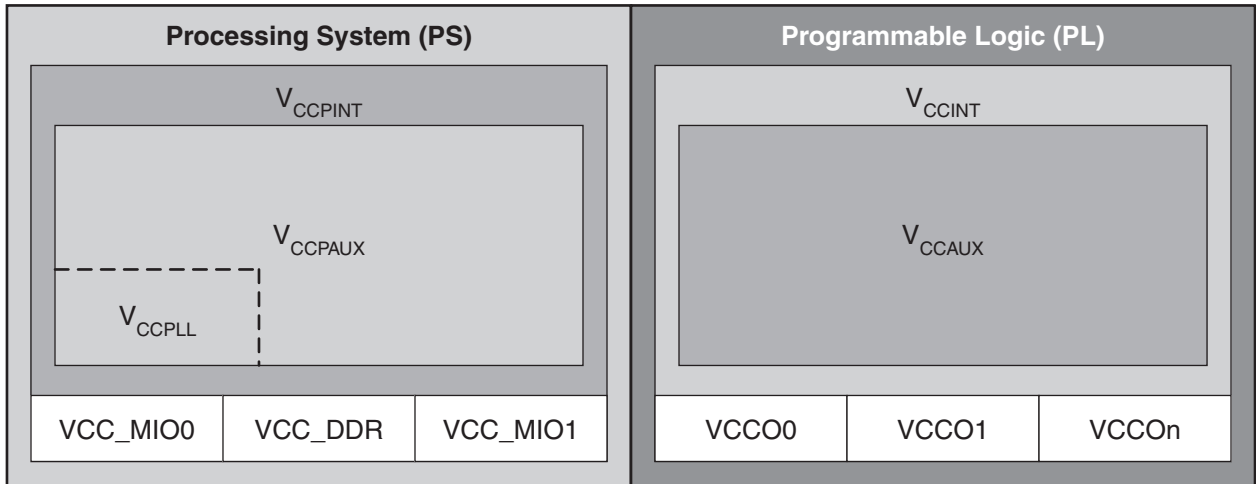 Processing System (PS)
Programmable Logic (PL)
VCCPINT
VCCINT
VCCPAUX
VCCAUX
VCCPLL
VCC_MIO0
VCC_DDR
VCC_MIO1
VCCO0
VCCO1
VCCOn